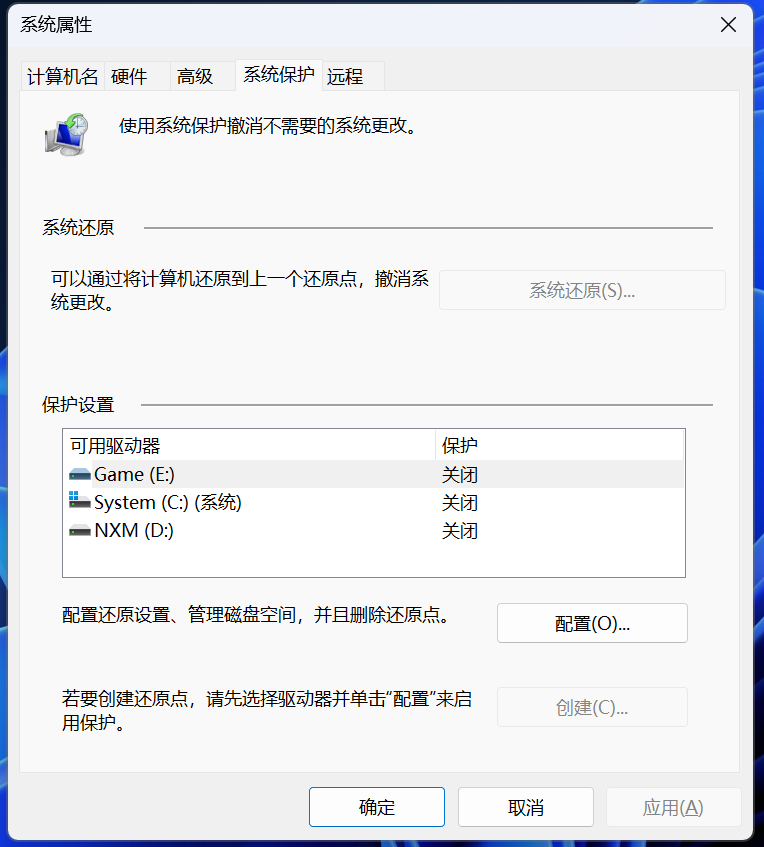 系统属性
计算机名 硬件 高级 系统保护 远程
使用系统保护撤消不需要的系统更改。
系统还原
可以通过将计算机还原到上一个还原点，撤消系
统更改。
系统还原(S)...
保护设置
可用驱动器 保护
Game (E:) 关闭
System (C:) (系统) 关闭
NXM (D:) 关闭
配置还原设置、管理磁盘空间，并且删除还原点。
配置(O)...
若要创建还原点，请先选择驱动器并单击“配置”来启
用保护。
创建(C)...
确定 取消 应用(A)